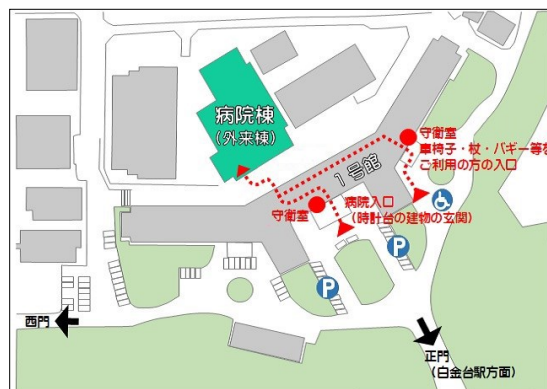 病院棟
(外来棟)
守衛室
車椅子・杖・バギー等を
ご利用の方の入口
1号館
守衛室
病院入口
(時計台の建物の玄関)
P
P
西門
正門
(白金台駅方面)